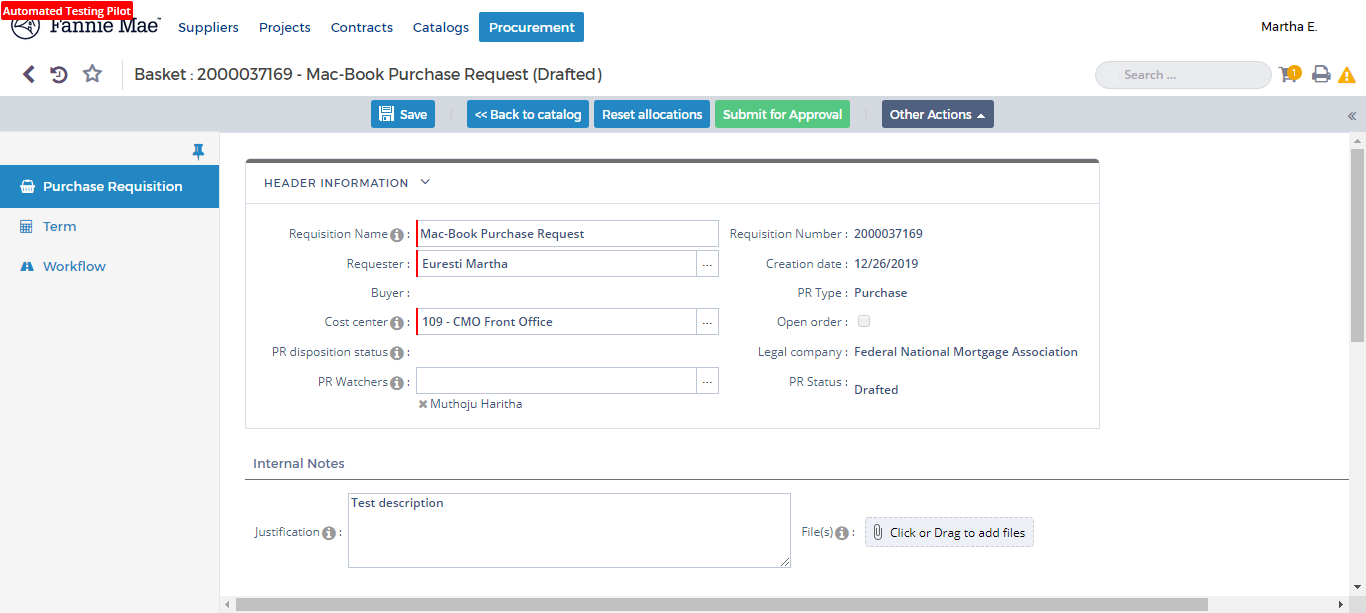 Automated Testing Pilot
Fannie Mae™ Suppliers Projects Contracts Catalogs Procurement Martha E.
Basket : 2000037169 - Mac-Book Purchase Request (Drafted) Search ... 1
Save << Back to catalog Reset allocations Submit for Approval Other Actions «
Purchase Requisition
Term
Workflow
HEADER INFORMATION
Requisition Name : Mac-Book Purchase Request Requisition Number : 2000037169
Requester : Euresti Martha ... Creation date : 12/26/2019
Buyer : PR Type : Purchase
Cost center : 109 - CMO Front Office ... Open order :
PR disposition status : Legal company : Federal National Mortgage Association
PR Watchers : ... PR Status : Drafted
Muthoju Haritha
Internal Notes
Justification : Test description File(s) : Click or Drag to add files